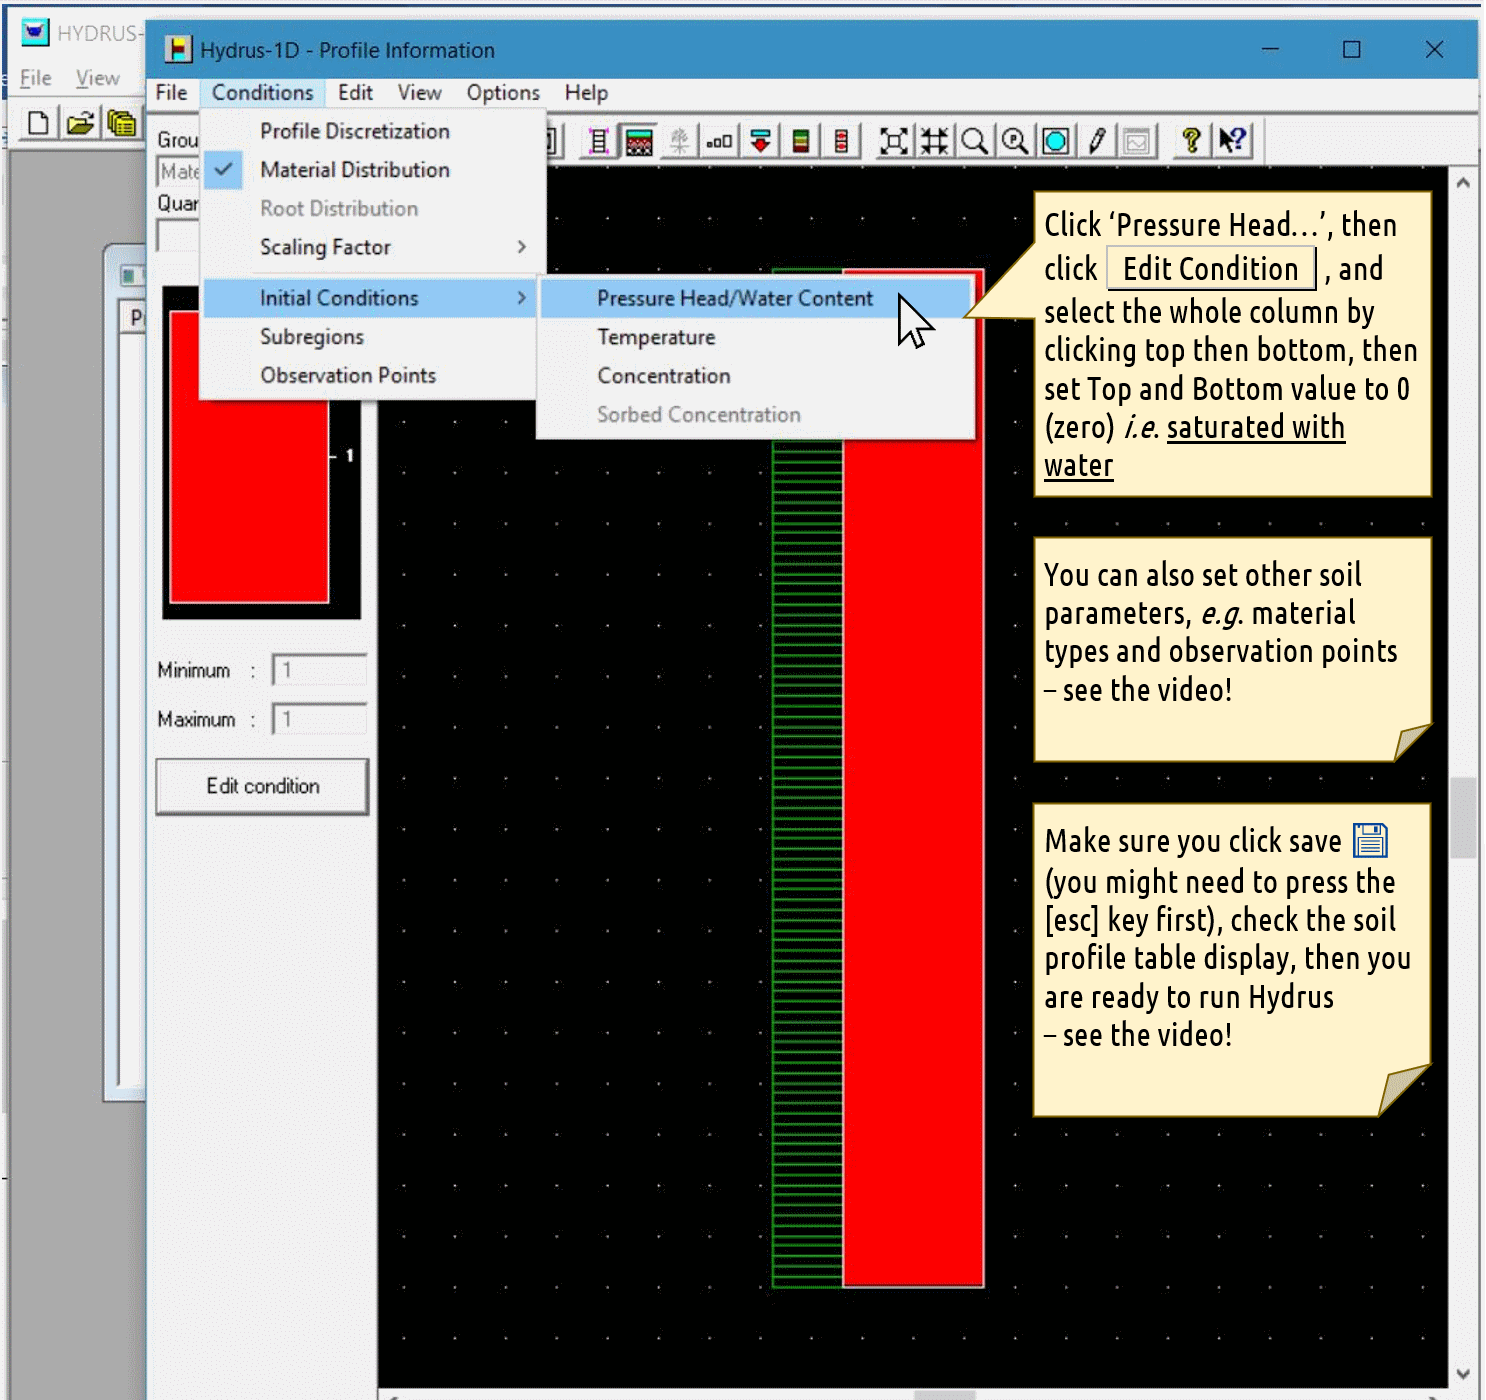 HYDRUS-
File View
Hydrus-1D - Profile Information
File Conditions Edit View Options Help
Profile Discretization
Material Distribution
Root Distribution
Scaling Factor
Initial Conditions
Subregions
Observation Points
Pressure Head/Water Content
Temperature
Concentration
Sorbed Concentration
1
Minimum : 1
Maximum : 1
Edit condition
Click ‘Pressure Head...’, then
click Edit Condition , and
select the whole column by
clicking top then bottom, then
set Top and Bottom value to 0
(zero) i.e. saturated with
water
You can also set other soil
parameters, e.g. material
types and observation points
– see the video!
Make sure you click save
(you might need to press the
[esc] key first), check the soil
profile table display, then you
are ready to run Hydrus
– see the video!